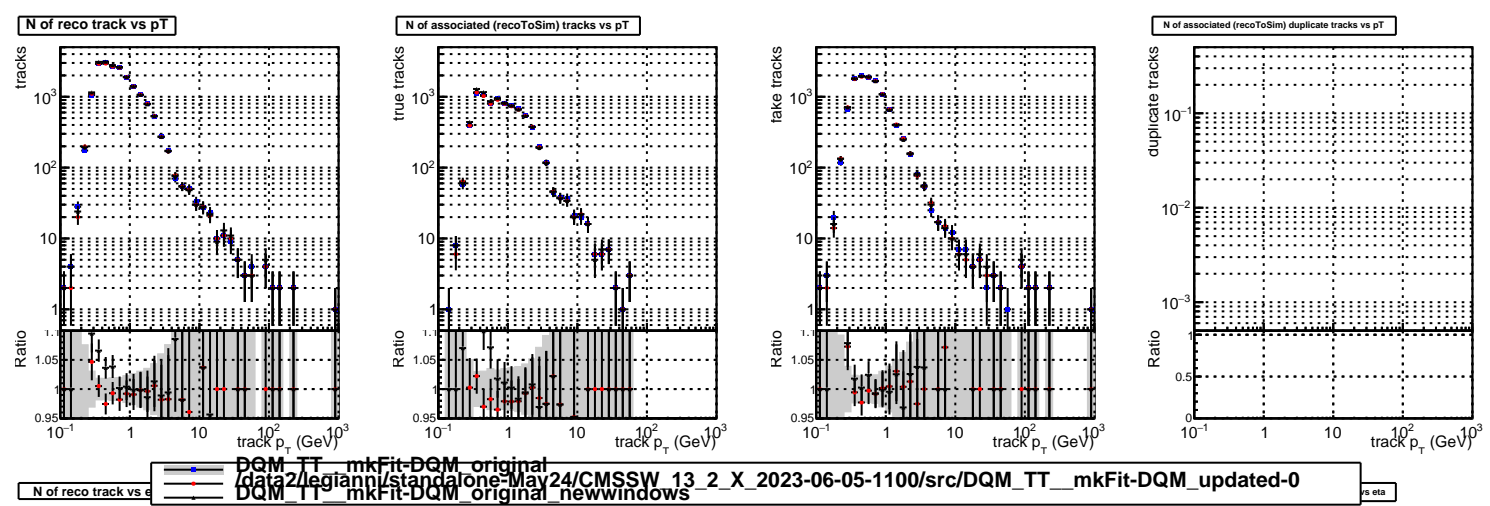 N of reco track vs pT
N of associated (recoToSim) tracks vs pT
N of associated (recoToSim) duplicate tracks vs pT
tracks
10³
10²
10
1
Ratio
1.1
1.05
1
0.95
10⁻¹ 1 10 10² 10³
track p_T (GeV)
true tracks
10³
10²
10
1
Ratio
1.1
1.05
1
0.95
10⁻¹ 1 10 10² 10³
track p_T (GeV)
fake tracks
10³
10²
10
1
Ratio
1.1
1.05
1
0.95
10⁻¹ 1 10 10² 10³
track p_T (GeV)
duplicate tracks
10⁻¹
10⁻²
10⁻³
Ratio
1
0.5
0
10⁻¹ 1 10 10² 10³
track p_T (GeV)
DQM_TT__mkFit-DQM_original
/data2/legianni/standalone-May24/CMSSW_13_2_X_2023-06-05-1100/src/DQM_TT__mkFit-DQM_updated-0
DQM_TT__mkFit-DQM_original_newwindows
N of reco track vs e
vs eta